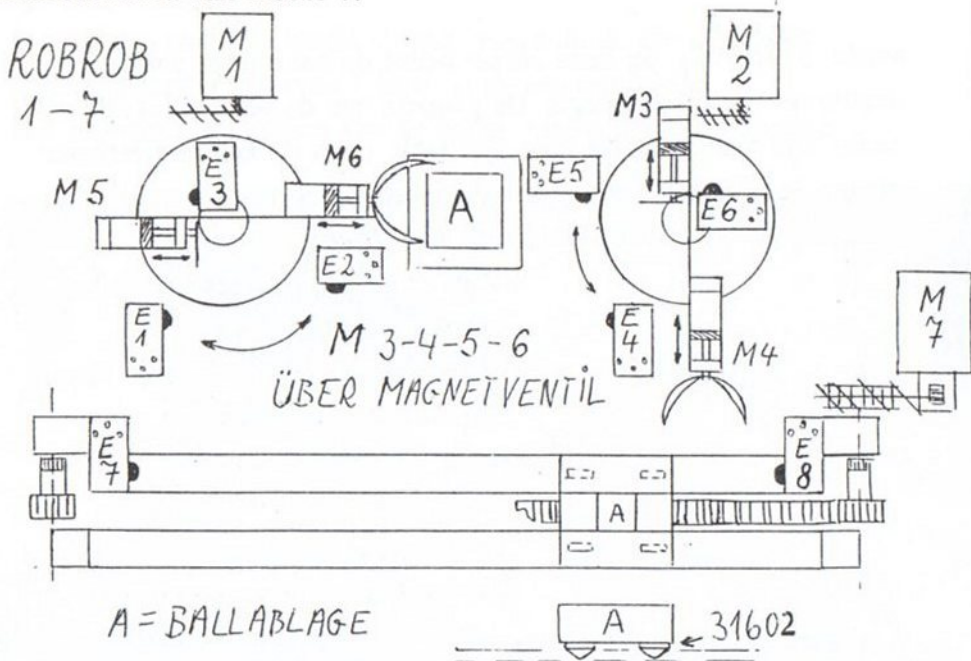 ROBROB
1-7
M
1
M
2
M3
M5
E
3
M6
A
E5
E6
E2
E
1
E
4
M
7
M 3-4-5-6
M4
ÜBER MAGNETVENTIL
E
7
E
8
A
A = BALLABLAGE
A
31602